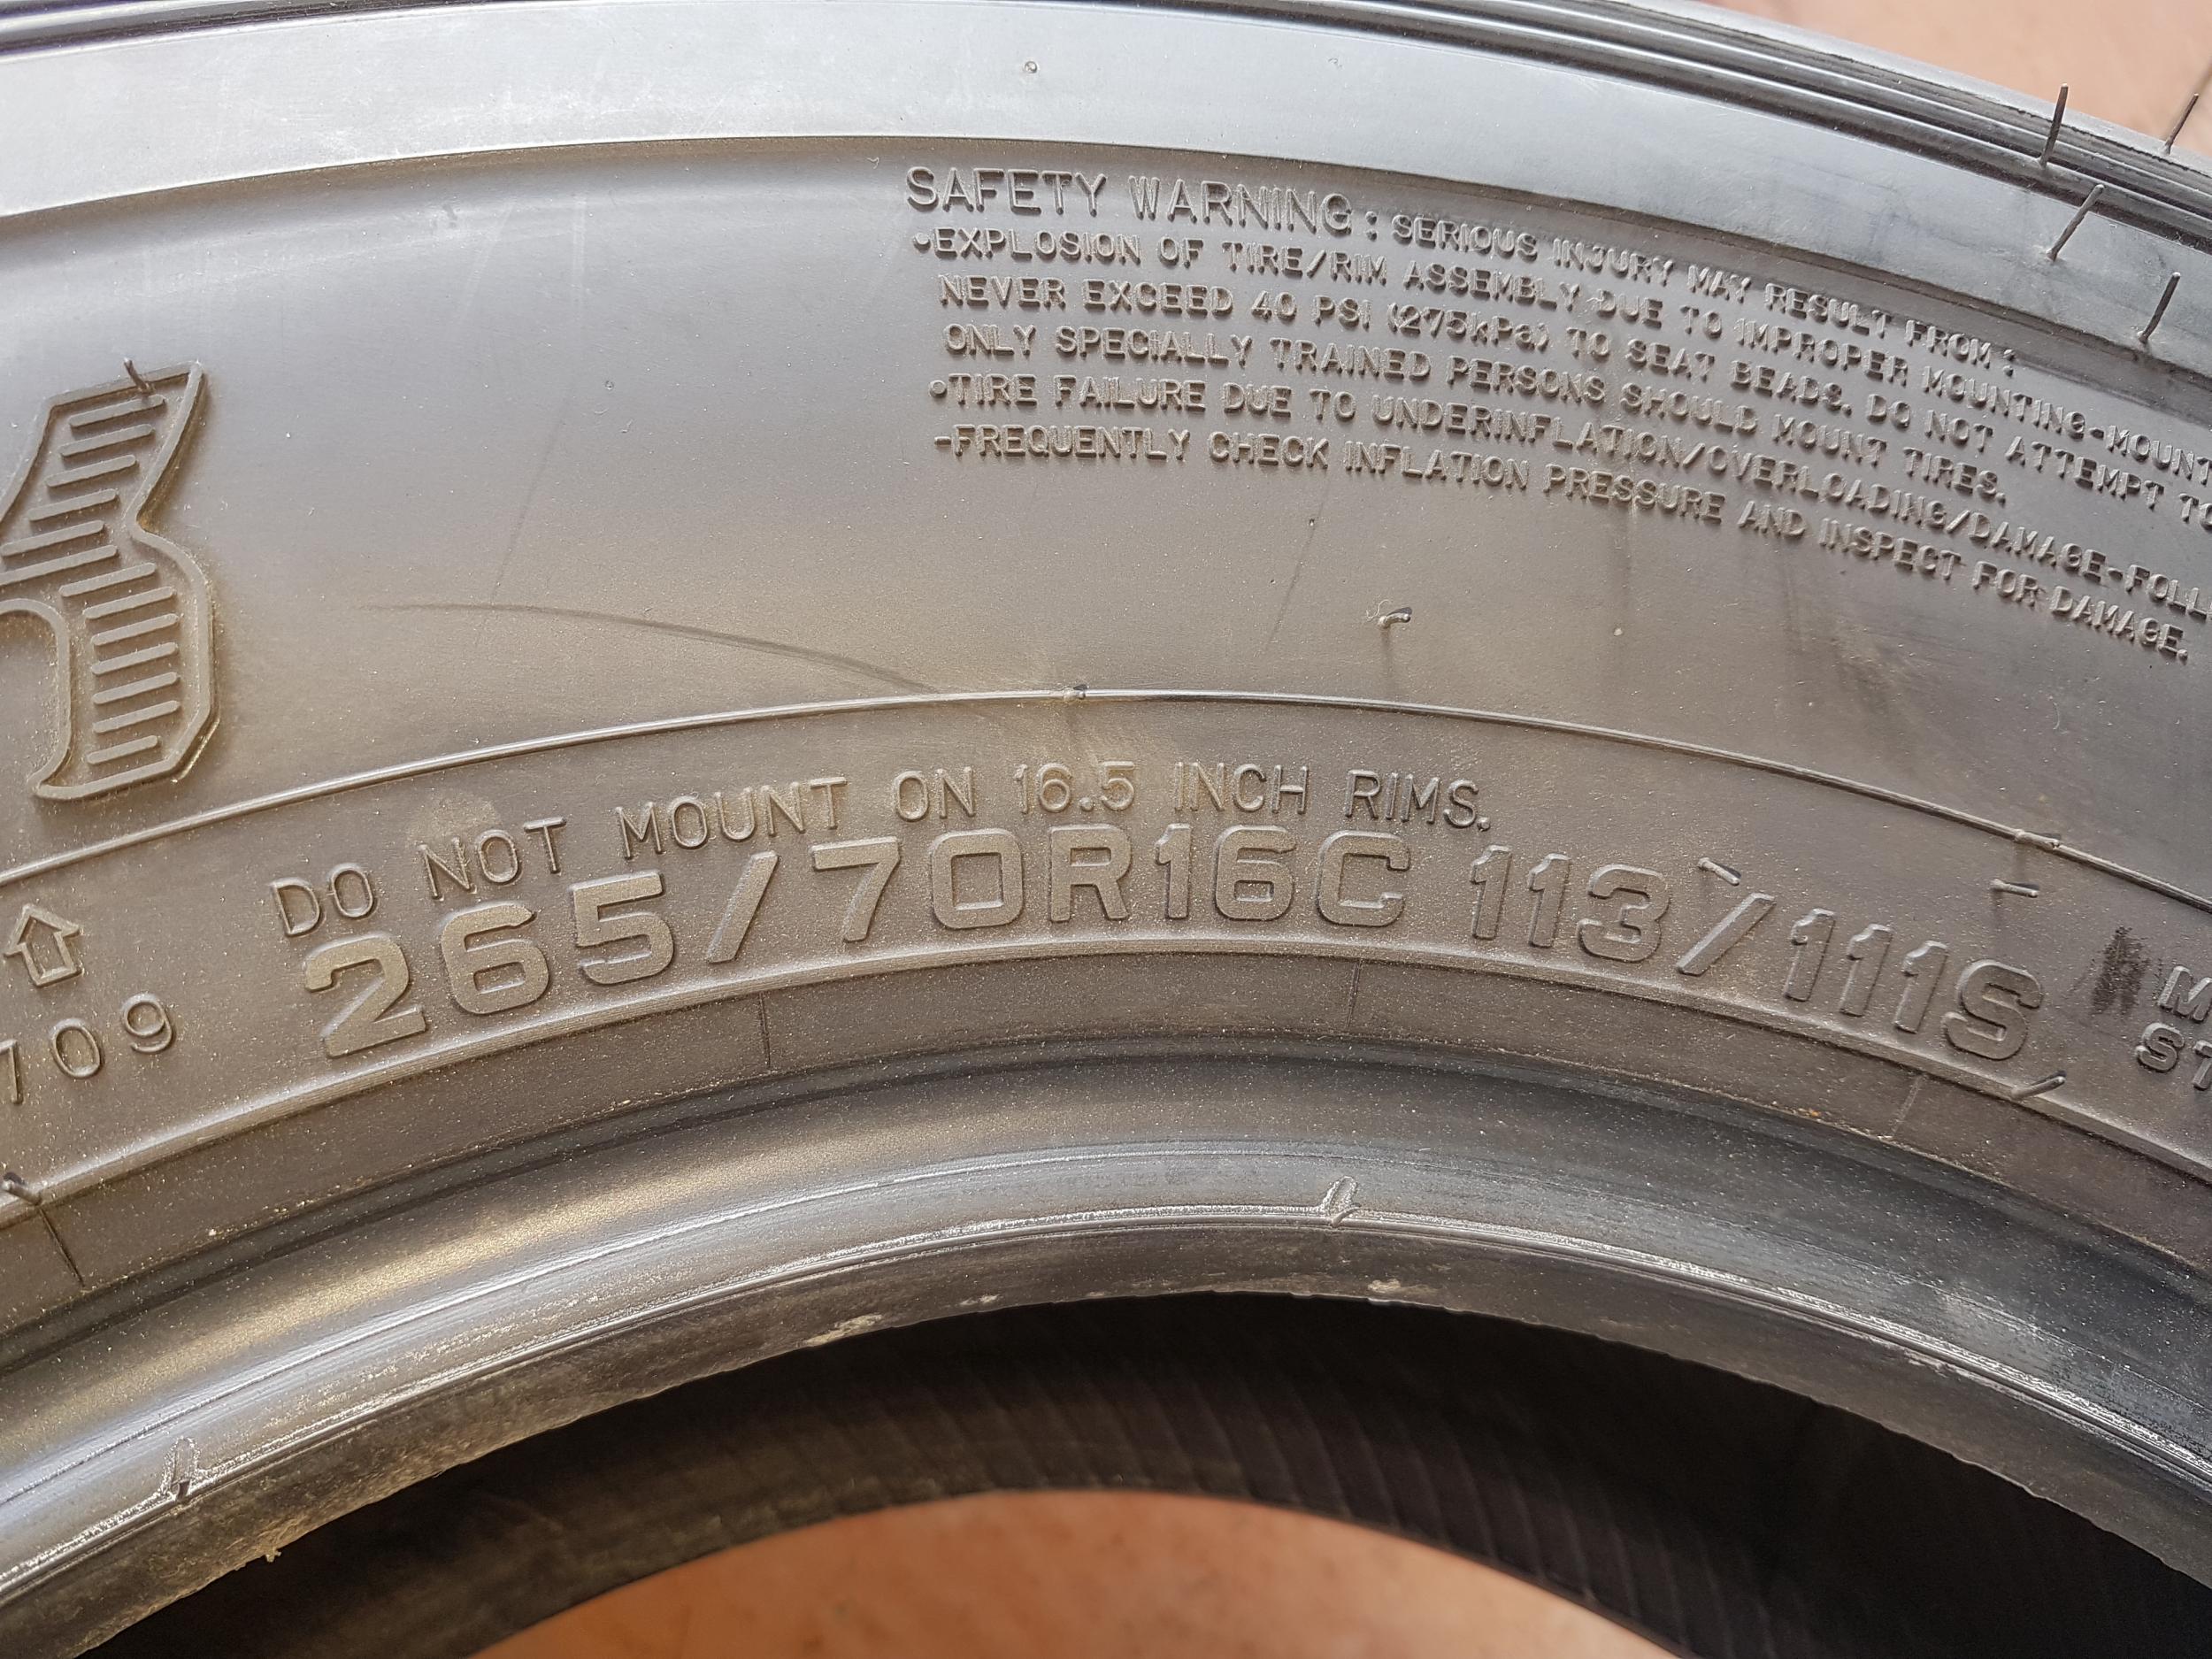 SAFETY WARNING: SERIOUS INJURY MAY RESULT FROM:
•EXPLOSION OF TIRE/RIM ASSEMBLY DUE TO IMPROPER MOUNTING-MOUNT
NEVER EXCEED 40 PSI (275kPa) TO SEAT BEADS. DO NOT ATTEMPT TO
ONLY SPECIALLY TRAINED PERSONS SHOULD MOUNT TIRES.
•TIRE FAILURE DUE TO UNDERINFLATION/OVERLOADING/DAMAGE-FOLL
-FREQUENTLY CHECK INFLATION PRESSURE AND INSPECT FOR DAMAGE.
DO NOT MOUNT ON 16.5 INCH RIMS.
265/70R16C 113/111S
709